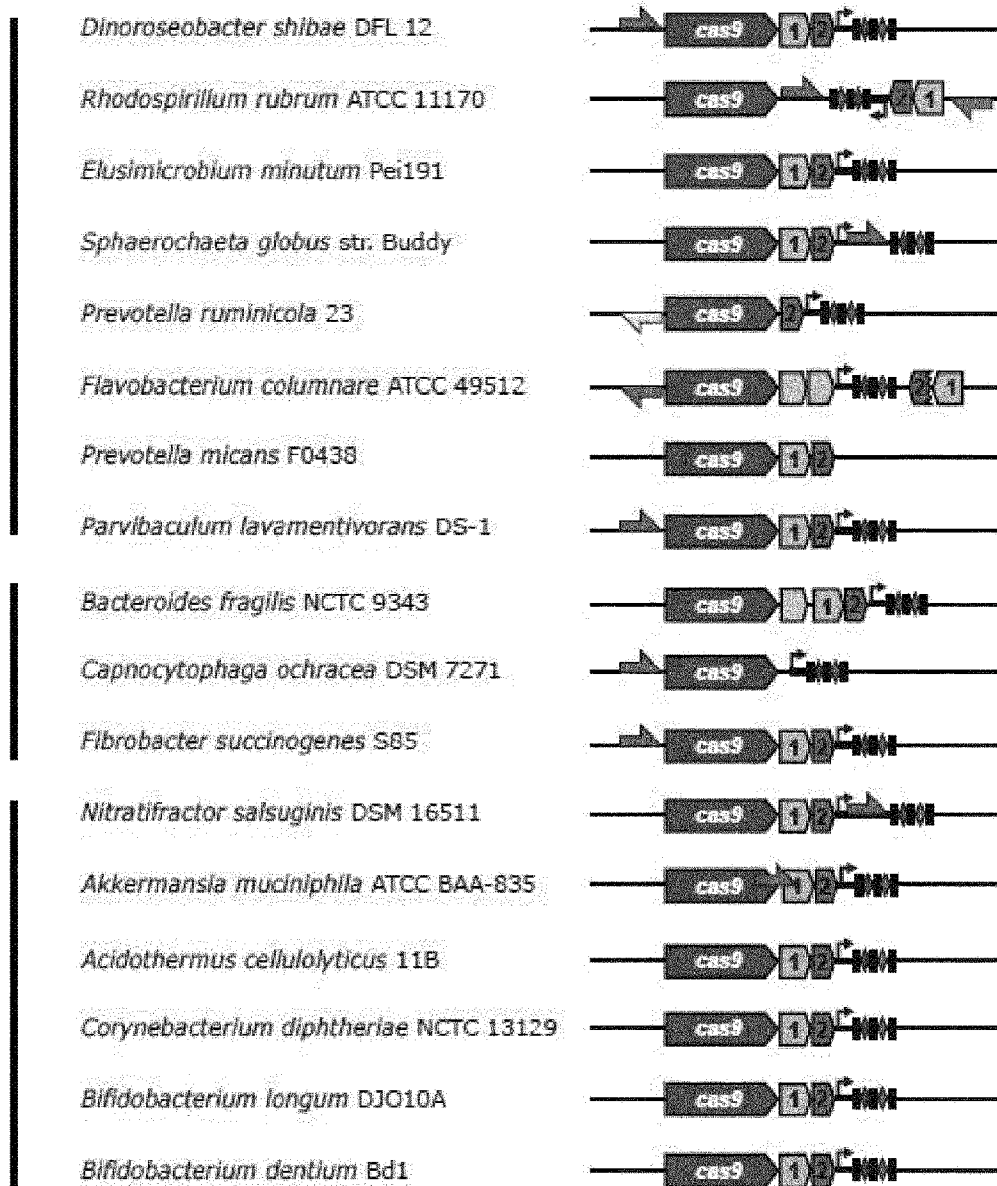 Dinoroseobacter shibae DFL 12 cas9 1 2
Rhodospirillum rubrum ATCC 11170 cas9 2 1
Elusimicrobium minutum Pei191 cas9 1 2
Sphaerochaeta globus str. Buddy cas9 1 2
Prevotella ruminicola 23 cas9 2
Flavobacterium columnare ATCC 49512 cas9 2 1
Prevotella micans F0438 cas9 1 2
Parvibaculum lavamentivorans DS-1 cas9 1 2
Bacteroides fragilis NCTC 9343 cas9 1 2
Capnocytophaga ochracea DSM 7271 cas9
Fibrobacter succinogenes S85 cas9 1 2
Nitratifractor salsuginis DSM 16511 cas9 1 2
Akkermansia muciniphila ATCC BAA-835 cas9 1 2
Acidothermus cellulolyticus 11B cas9 1 2
Corynebacterium diphtheriae NCTC 13129 cas9 1 2
Bifidobacterium longum DJO10A cas9 1 2
Bifidobacterium dentium Bd1 cas9 1 2